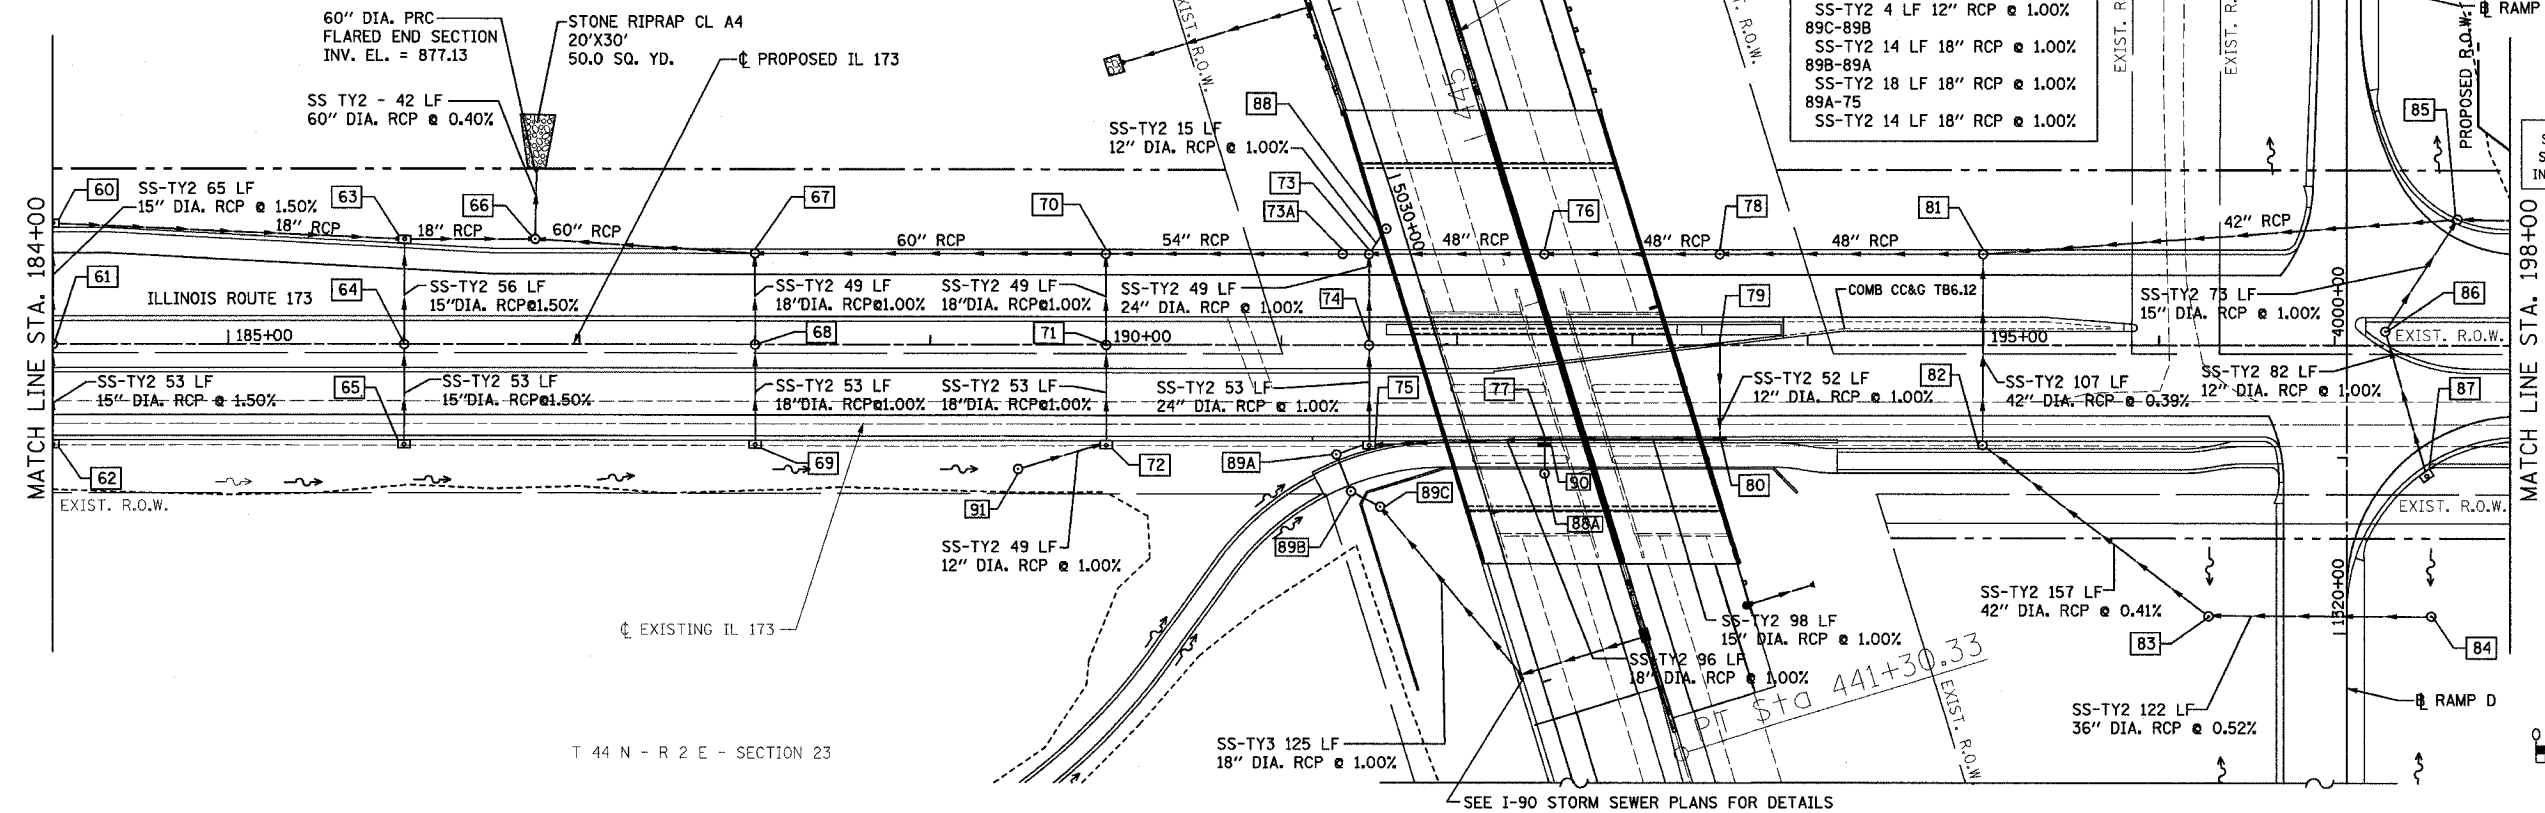 60" DIA. PRC
FLARED END SECTION
INV. EL. = 877.13
STONE RIPRAP CL A4
20'X30'
50.0 SQ. YD.
℄ PROPOSED IL 173
SS TY2 - 42 LF
60" DIA. RCP @ 0.40%
EXIST. R.O.W.
441
R.O.W.
SS-TY2 4 LF 12" RCP @ 1.00%
89C-89B
SS-TY2 14 LF 18" RCP @ 1.00%
89B-89A
SS-TY2 18 LF 18" RCP @ 1.00%
89A-75
SS-TY2 14 LF 18" RCP @ 1.00%
EXIST. R
EXIST. R.O.W.
PROPOSED R.O.W.
RAMP
85
88
SS-TY2 15 LF
12" DIA. RCP @ 1.00%
MATCH LINE STA. 184+00
60
SS-TY2 65 LF
15" DIA. RCP @ 1.50%
63
66
67
70
73
73A
5030+00
76
78
81
18" RCP
18" RCP
60" RCP
60" RCP
54" RCP
48" RCP
48" RCP
48" RCP
42" RCP
MATCH LINE STA. 198+00
61
ILLINOIS ROUTE 173
64
SS-TY2 56 LF
15"DIA. RCP@1.50%
SS-TY2 49 LF
18"DIA. RCP@1.00%
SS-TY2 49 LF
18"DIA. RCP@1.00%
SS-TY2 49 LF
24" DIA. RCP @ 1.00%
74
79
COMB CC&G TB6.12
SS-TY2 73 LF
15" DIA. RCP @ 1.00%
4000+00
86
185+00
68
71
190+00
195+00
EXIST. R.O.W.
SS-TY2 53 LF
15" DIA. RCP @ 1.50%
65
SS-TY2 53 LF
15"DIA. RCP@1.50%
SS-TY2 53 LF
18"DIA. RCP@1.00%
SS-TY2 53 LF
18"DIA. RCP@1.00%
SS-TY2 53 LF
24" DIA. RCP @ 1.00%
75
77
SS-TY2 52 LF
12" DIA. RCP @ 1.00%
82
SS-TY2 107 LF
42" DIA. RCP @ 0.39%
SS-TY2 82 LF
12" DIA. RCP @ 1.00%
87
62
69
72
89A
90
80
EXIST. R.O.W.
91
89C
88A
89B
EXIST. R.O.W.
SS-TY2 49 LF
12" DIA. RCP @ 1.00%
℄ EXISTING IL 173
SS-TY2 157 LF
42" DIA. RCP @ 0.41%
1320+00
SS-TY2 98 LF
15" DIA. RCP @ 1.00%
SS-TY2 96 LF
18" DIA. RCP @ 1.00%
83
84
PT Sta 441+30.33
EXIST. R.O.W.
RAMP D
SS-TY2 122 LF
36" DIA. RCP @ 0.52%
T 44 N - R 2 E - SECTION 23
SS-TY3 125 LF
18" DIA. RCP @ 1.00%
SEE I-90 STORM SEWER PLANS FOR DETAILS